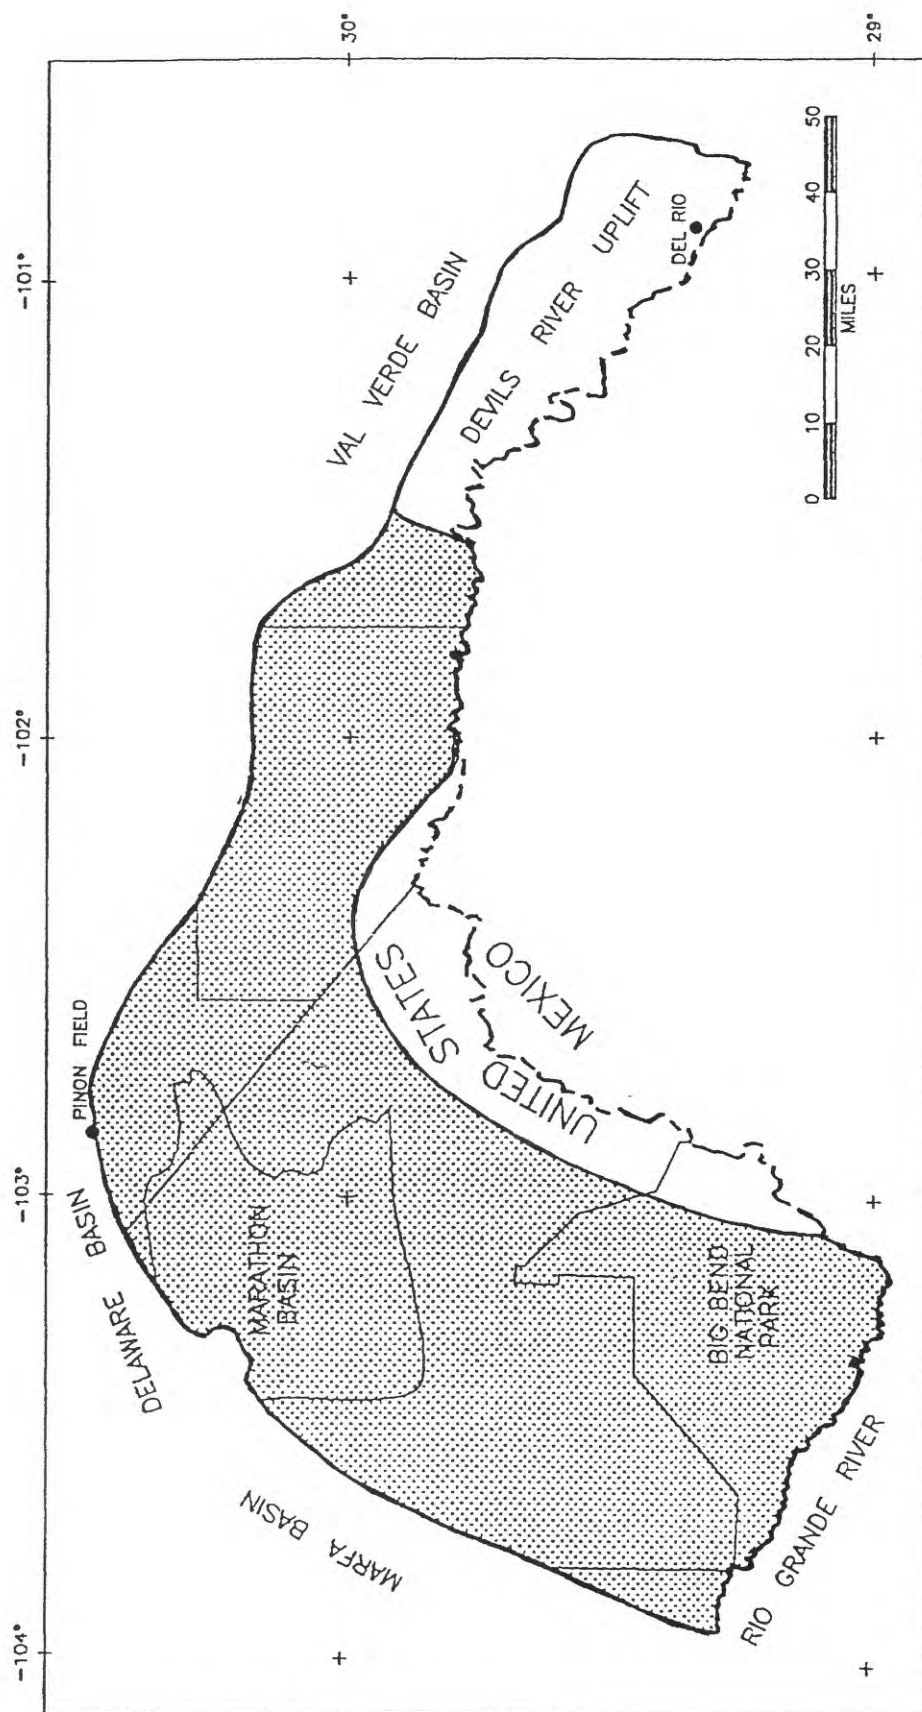 -104°
-103°
-102°
-101°
30°
29°
PINON FIELD
DELAWARE BASIN
VAL VERDE BASIN
MARFA BASIN
MARATHON
BASIN
DEVILS RIVER UPLIFT
DEL RIO
UNITED STATES
MEXICO
BIG BEND
NATIONAL
PARK
RIO GRANDE RIVER
0 10 20 30 40 50
MILES